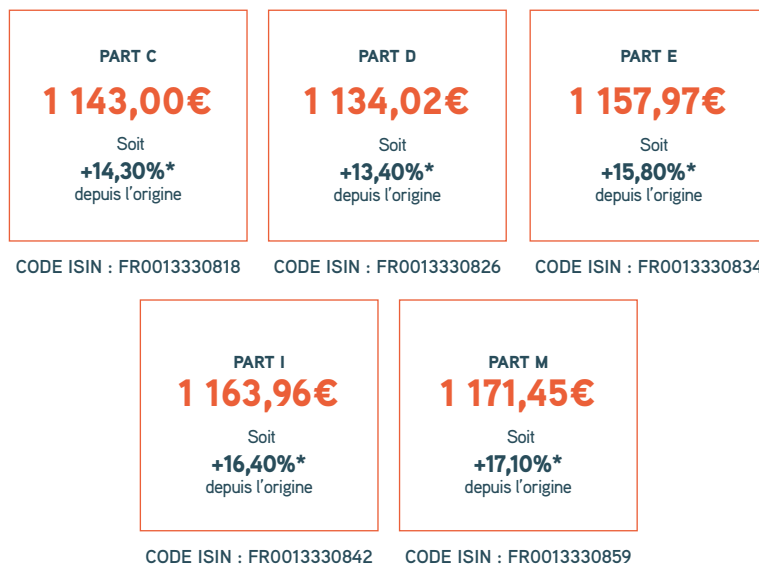 PART C
1 143,00€
Soit
+14,30%*
depuis l'origine
CODE ISIN : FR0013330818
PART D
1 134,02€
Soit
+13,40%*
depuis l'origine
CODE ISIN : FR0013330826
PART E
1 157,97€
Soit
+15,80%*
depuis l'origine
CODE ISIN : FR0013330834
PART I
1 163,96€
Soit
+16,40%*
depuis l'origine
CODE ISIN : FR0013330842
PART M
1 171,45€
Soit
+17,10%*
depuis l'origine
CODE ISIN : FR0013330859